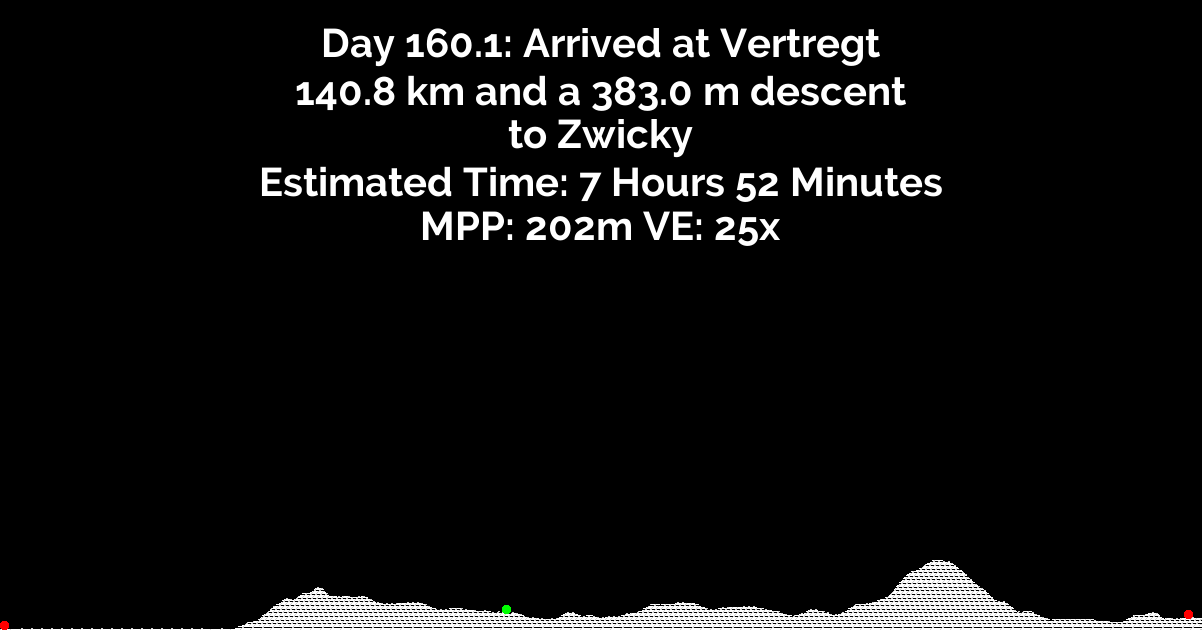 Day 160.1: Arrived at Vertregt
140.8 km and a 383.0 m descent
to Zwicky
Estimated Time: 7 Hours 52 Minutes
MPP: 202m VE: 25x